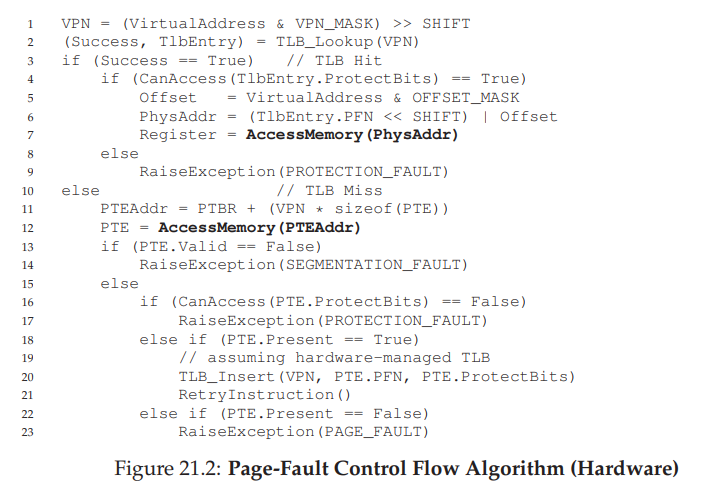 1 VPN = (VirtualAddress & VPN_MASK) >> SHIFT
2 (Success, TlbEntry) = TLB_Lookup(VPN)
3 if (Success == True) // TLB Hit
4 if (CanAccess(TlbEntry.ProtectBits) == True)
5 Offset = VirtualAddress & OFFSET_MASK
6 PhysAddr = (TlbEntry.PFN << SHIFT) | Offset
7 Register = AccessMemory(PhysAddr)
8 else
9 RaiseException(PROTECTION_FAULT)
10 else // TLB Miss
11 PTEAddr = PTBR + (VPN * sizeof(PTE))
12 PTE = AccessMemory(PTEAddr)
13 if (PTE.Valid == False)
14 RaiseException(SEGMENTATION_FAULT)
15 else
16 if (CanAccess(PTE.ProtectBits) == False)
17 RaiseException(PROTECTION_FAULT)
18 else if (PTE.Present == True)
19 // assuming hardware-managed TLB
20 TLB_Insert(VPN, PTE.PFN, PTE.ProtectBits)
21 RetryInstruction()
22 else if (PTE.Present == False)
23 RaiseException(PAGE_FAULT)
Figure 21.2: Page-Fault Control Flow Algorithm (Hardware)